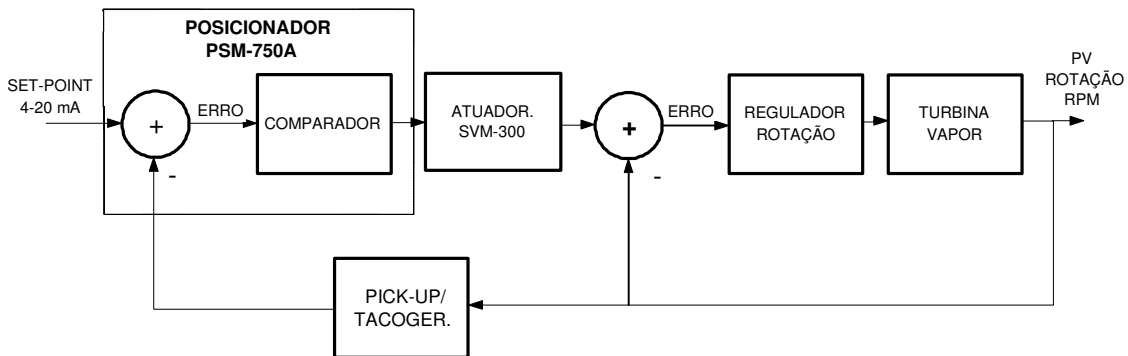 POSICIONADOR
PSM-750A
SET-POINT
4-20 mA
+
ERRO
COMPARADOR
-
ATUADOR.
SVM-300
+
ERRO
-
REGULADOR
ROTAÇÃO
TURBINA
VAPOR
PV
ROTAÇÃO
RPM
PICK-UP/
TACOGER.